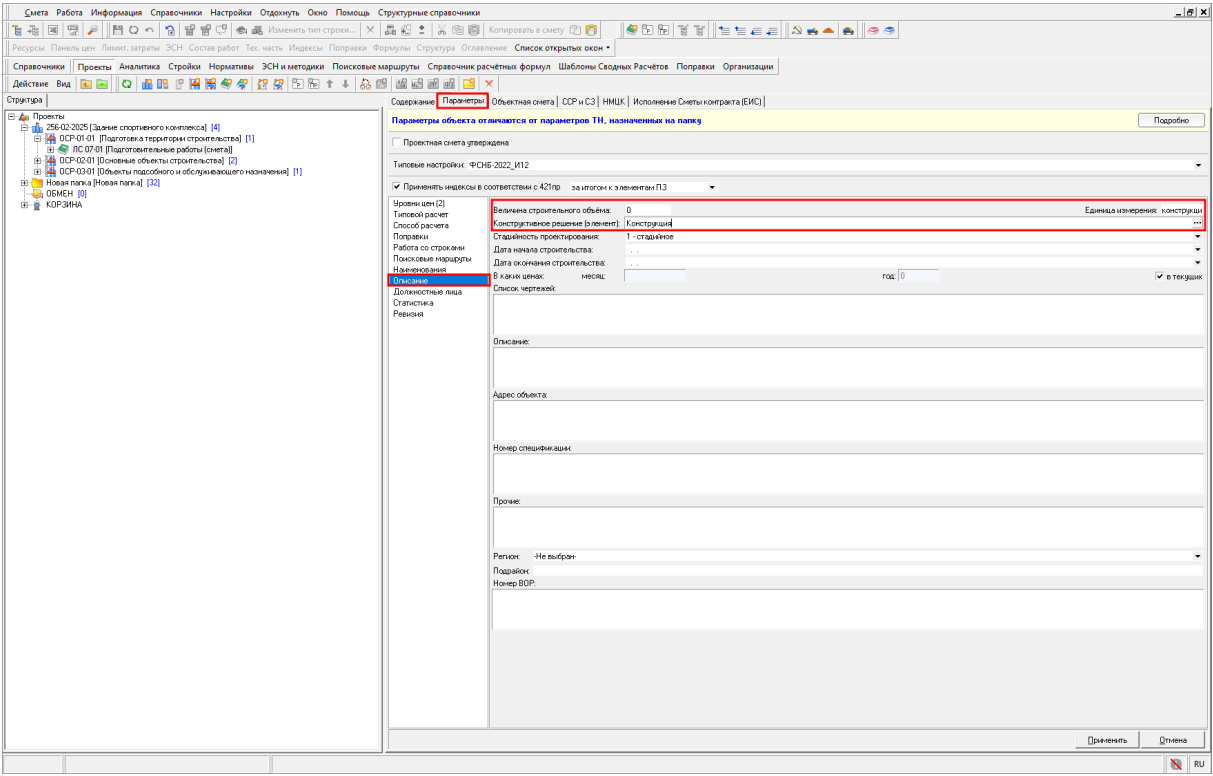 Смета Работа Информация Справочники Настройки Отдохнуть Окно Помощь Структурные справочники
Изменить тип строки... Копировать в смету
Ресурсы Панель цен Лимит. затраты ЭСН Состав работ Тех. часть Индексы Поправки Формулы Структура Оглавление Список открытых окон
Справочники Проекты Аналитика Стройки Нормативы ЭСН и методики Поисковые маршруты Справочник расчётных формул Шаблоны Сводных Расчётов Поправки Организации
Действие Вид
Структура
Проекты
256-02-2025 [Здание спортивного комплекса] [4]
ОСР-01-01 [Подготовка территории строительства] [1]
ЛС 07-01 [Подготовительные работы (смета)]
ОСР-02-01 [Основные объекты строительства] [2]
ОСР-03-01 [Объекты подсобного и обслуживающего назначения] [1]
Новая папка [Новая папка] [32]
ОБМЕН [0]
КОРЗИНА
Содержание Параметры Объектная смета ССР и СЗ НМЦК Исполнение Сметы контракта (ЕИС)
Параметры объекта отличаются от параметров ТН, назначенных на папку Подробно
Проектная смета утверждена
Типовые настройки: ФСНБ-2022_И12
Применять индексы в соответствии с 421пр за итогом к элементам ПЗ
Уровни цен (2)
Типовой расчет
Способ расчета
Поправки
Работа со строками
Поисковые маршруты
Наименования
Описание
Должностные лица
Статистика
Ревизия
Величина строительного объёма: 0 Единица измерения: конструкци
Конструктивное решение (элемент): Конструкция ...
Стадийность проектирования: 1 - стадийное
Дата начала строительства: . .
Дата окончания строительства: . .
В каких ценах: месяц: год: 0 в текущих
Список чертежей:
Описание:
Адрес объекта:
Номер спецификации:
Прочие:
Регион: -Не выбран-
Подрайон:
Номер ВОР:
Применить Отмена
RU